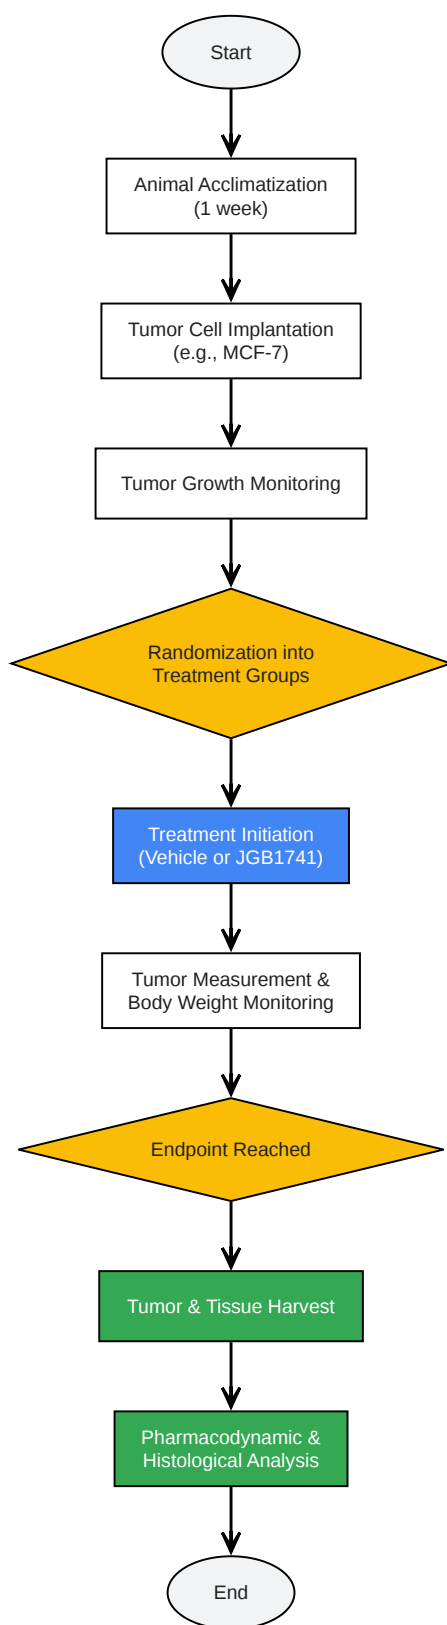 Start
Animal Acclimatization
(1 week)
Tumor Cell Implantation
(e.g., MCF-7)
Tumor Growth Monitoring
Randomization into
Treatment Groups
Treatment Initiation
(Vehicle or JGB1741)
Tumor Measurement &
Body Weight Monitoring
Endpoint Reached
Tumor & Tissue Harvest
Pharmacodynamic &
Histological Analysis
End